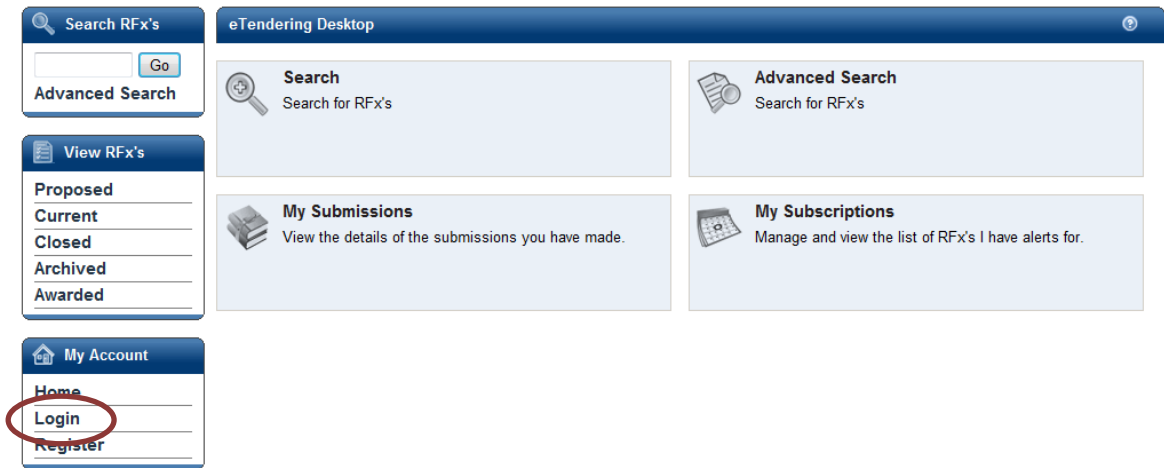 Search RFx's
Go
Advanced Search
View RFx's
Proposed
Current
Closed
Archived
Awarded
My Account
Home
Login
Register
eTendering Desktop
?
Search
Search for RFx's
Advanced Search
Search for RFx's
My Submissions
View the details of the submissions you have made.
My Subscriptions
Manage and view the list of RFx's I have alerts for.